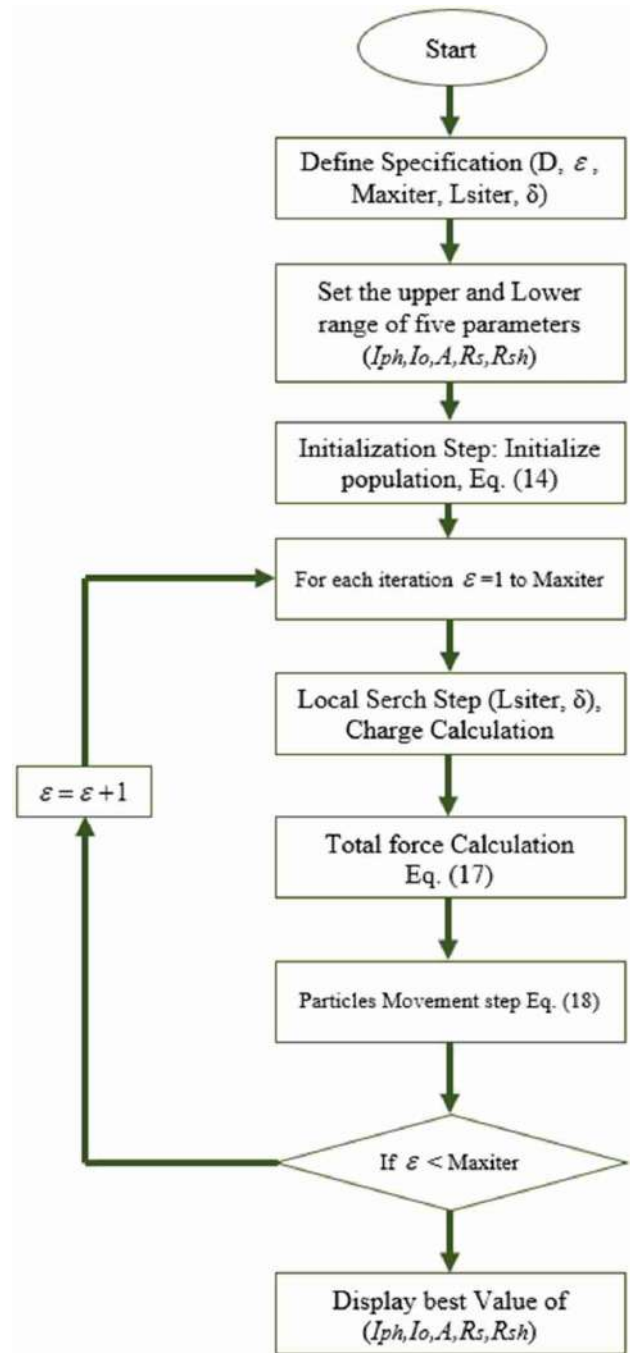 Start
Define Specification (D, ε ,
Maxiter, Lsiter, δ)
Set the upper and Lower
range of five parameters
(Iph,Io,A,Rs,Rsh)
Initialization Step: Initialize
population, Eq. (14)
For each iteration ε =1 to Maxiter
Local Serch Step (Lsiter, δ),
Charge Calculation
ε = ε +1
Total force Calculation
Eq. (17)
Particles Movement step Eq. (18)
If ε < Maxiter
Display best Value of
(Iph,Io,A,Rs,Rsh)